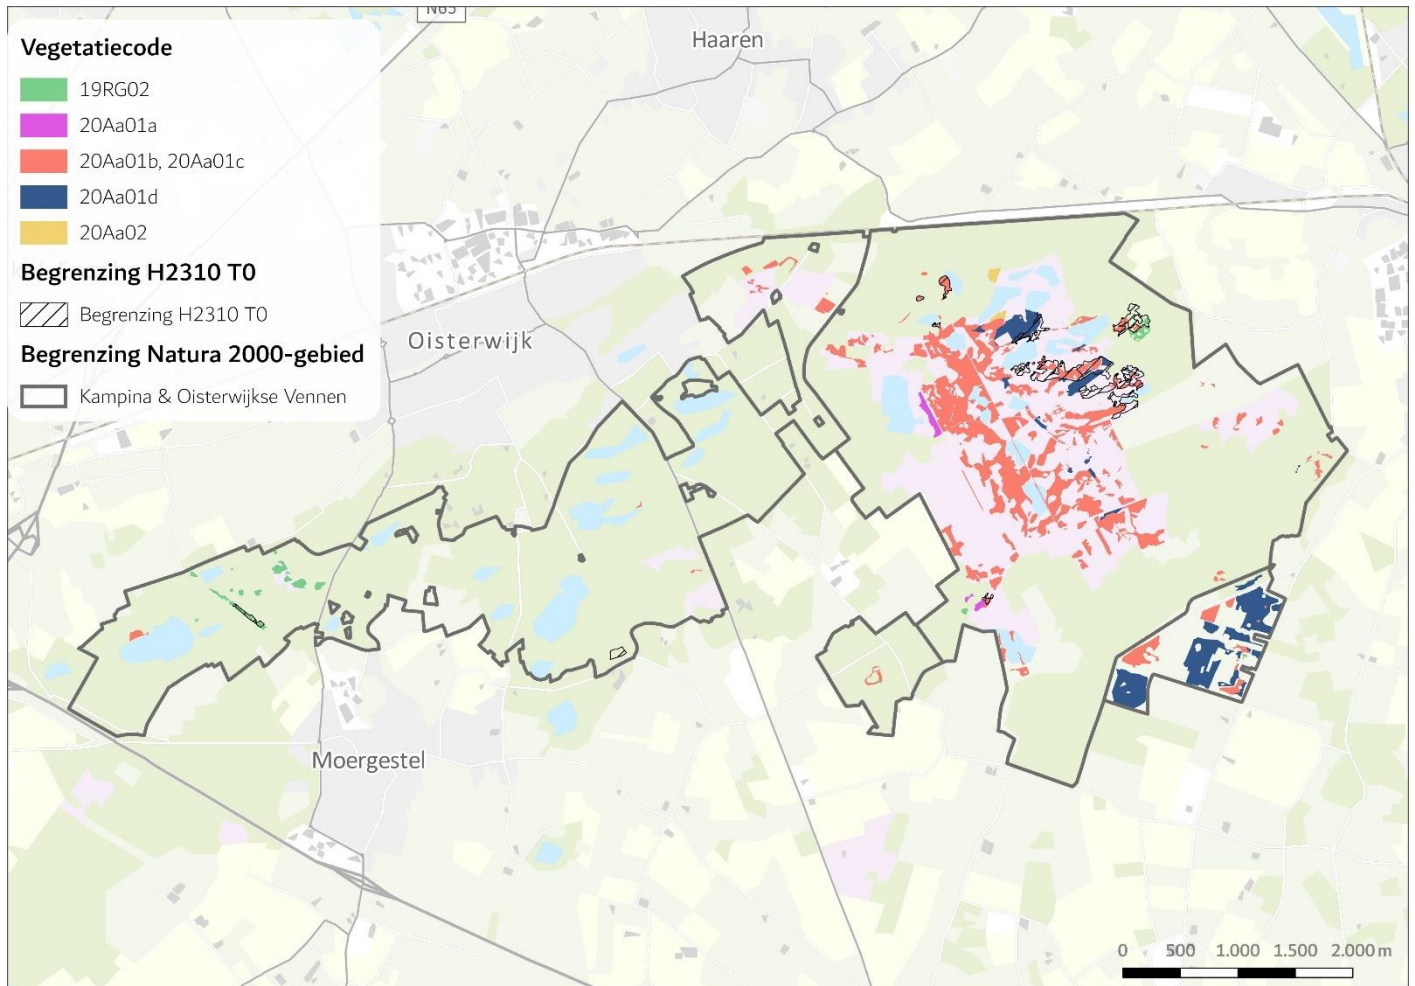 N65
Haaren
Vegetatiecode
19RG02
20Aa01a
20Aa01b, 20Aa01c
20Aa01d
20Aa02
Begrenzing H2310 T0
Begrenzing H2310 T0
Begrenzing Natura 2000-gebied
Kampina & Oisterwijkse Vennen
Oisterwijk
Moergestel
0 500 1.000 1.500 2.000 m